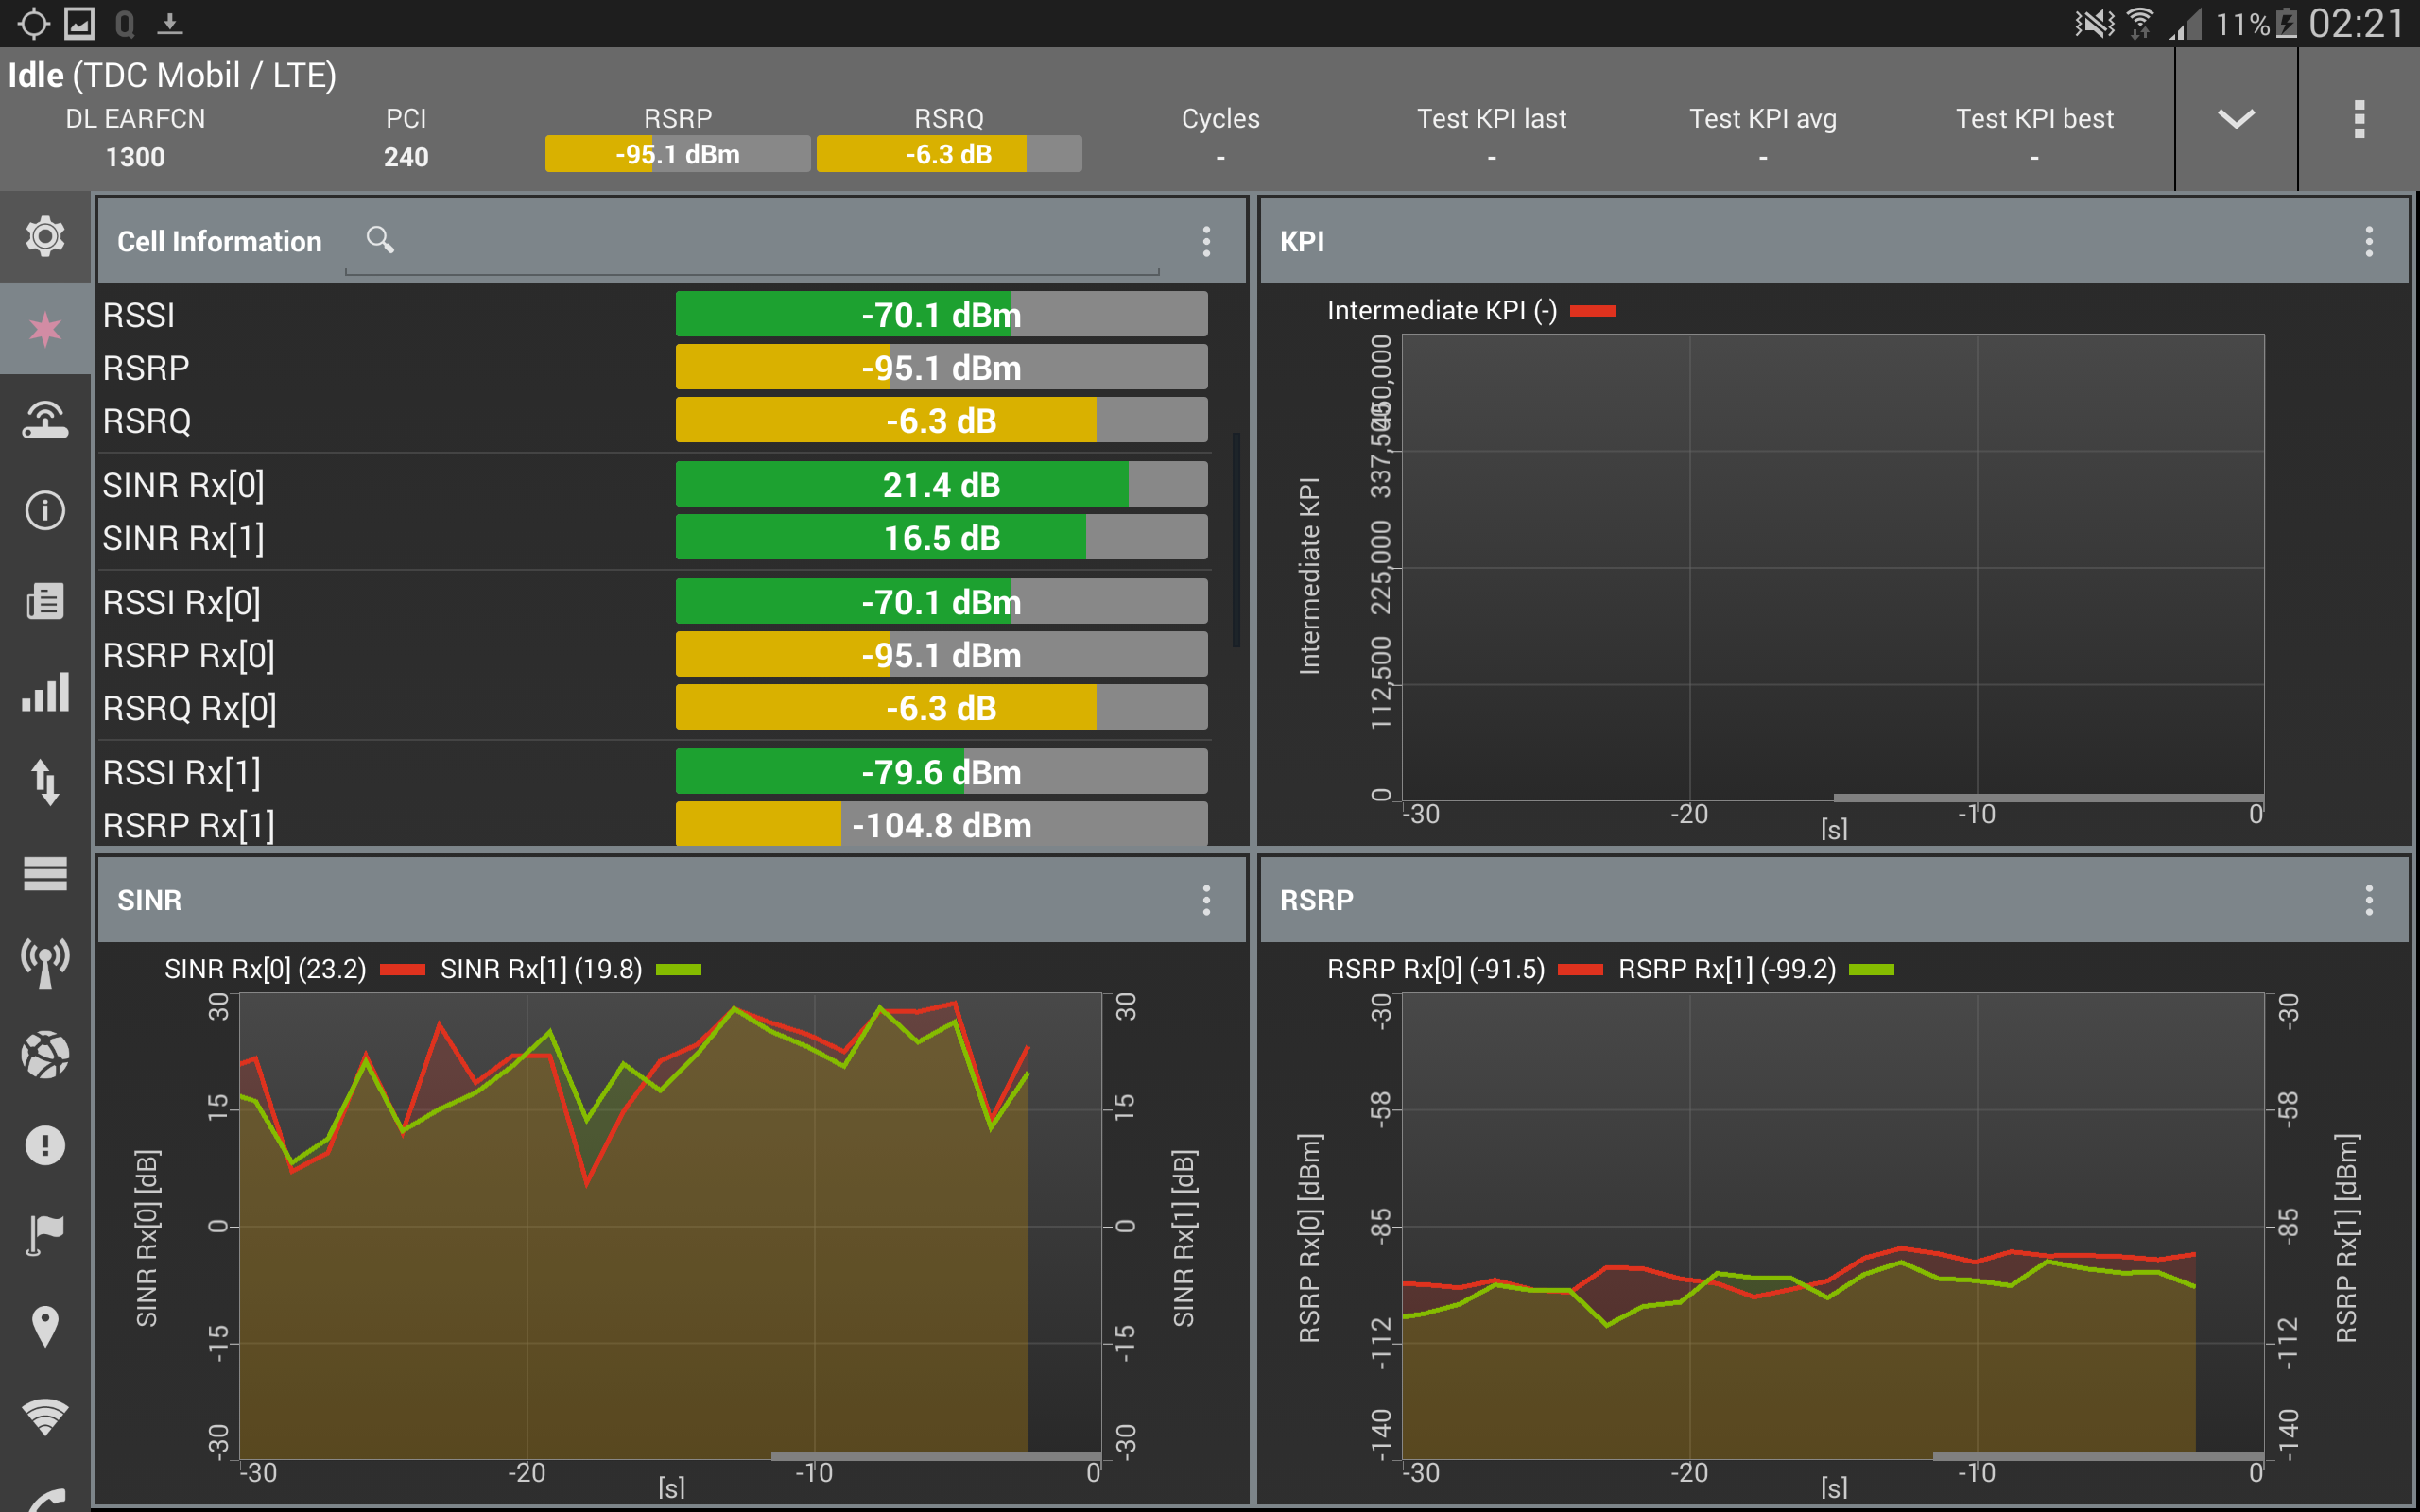 11% 02:21
Idle (TDC Mobil / LTE)
DL EARFCN PCI RSRP RSRQ Cycles Test KPI last Test KPI avg Test KPI best
1300 240 -95.1 dBm -6.3 dB - - - -
Cell Information
RSSI -70.1 dBm
RSRP -95.1 dBm
RSRQ -6.3 dB
SINR Rx[0] 21.4 dB
SINR Rx[1] 16.5 dB
RSSI Rx[0] -70.1 dBm
RSRP Rx[0] -95.1 dBm
RSRQ Rx[0] -6.3 dB
RSSI Rx[1] -79.6 dBm
RSRP Rx[1] -104.8 dBm
KPI
Intermediate KPI (-)
Intermediate KPI
450,000
337,500
225,000
112,500
0
-30 -20 -10 0
[s]
SINR
SINR Rx[0] (23.2) SINR Rx[1] (19.8)
SINR Rx[0] [dB]
30
15
0
-15
-30
30
15
0
-15
-30
SINR Rx[1] [dB]
-30 -20 -10 0
[s]
RSRP
RSRP Rx[0] (-91.5) RSRP Rx[1] (-99.2)
RSRP Rx[0] [dBm]
-30
-58
-85
-112
-140
-30
-58
-85
-112
-140
RSRP Rx[1] [dBm]
-30 -20 -10 0
[s]